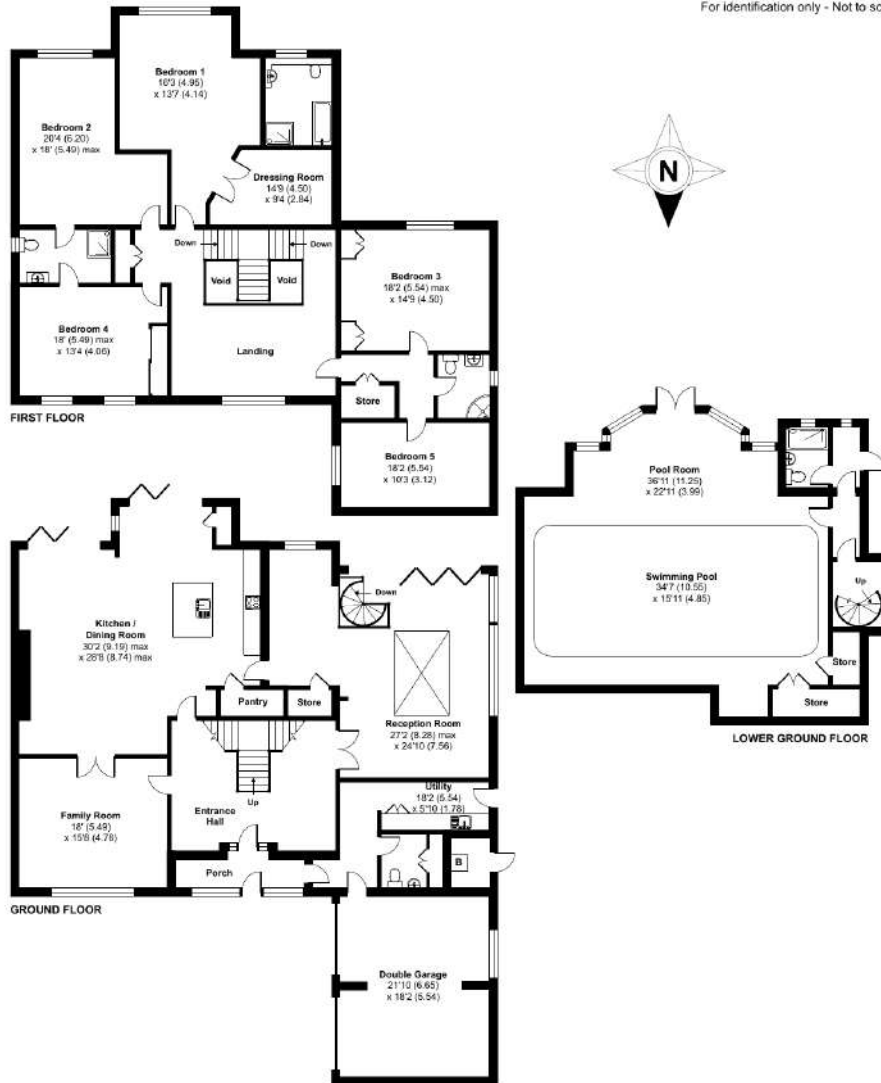 For identification only - Not to sc
Bedroom 1
16'3 (4.95)
x 13'7 (4.14)
Bedroom 2
20'4 (6.20)
x 18' (5.49) max
Dressing Room
14'9 (4.50)
x 9'4 (2.84)
Down
Down
Void
Void
Bedroom 3
18'2 (5.54) max
x 14'9 (4.50)
Bedroom 4
18' (5.49) max
x 13'4 (4.06)
Landing
Store
FIRST FLOOR
Bedroom 5
18'2 (5.54)
x 10'3 (3.12)
N
Pool Room
36'11 (11.25)
x 22'11 (3.99)
Swimming Pool
34'7 (10.55)
x 15'11 (4.85)
Up
Store
Store
LOWER GROUND FLOOR
Down
Kitchen /
Dining Room
30'2 (9.19) max
x 28'8 (8.74) max
Pantry
Store
Reception Room
27'2 (8.28) max
x 24'10 (7.56)
Utility
18'2 (5.54)
x 5'10 (1.78)
Family Room
18' (5.49)
x 15'8 (4.78)
Entrance
Hall
Up
B
Porch
GROUND FLOOR
Double Garage
21'10 (6.65)
x 18'2 (5.54)